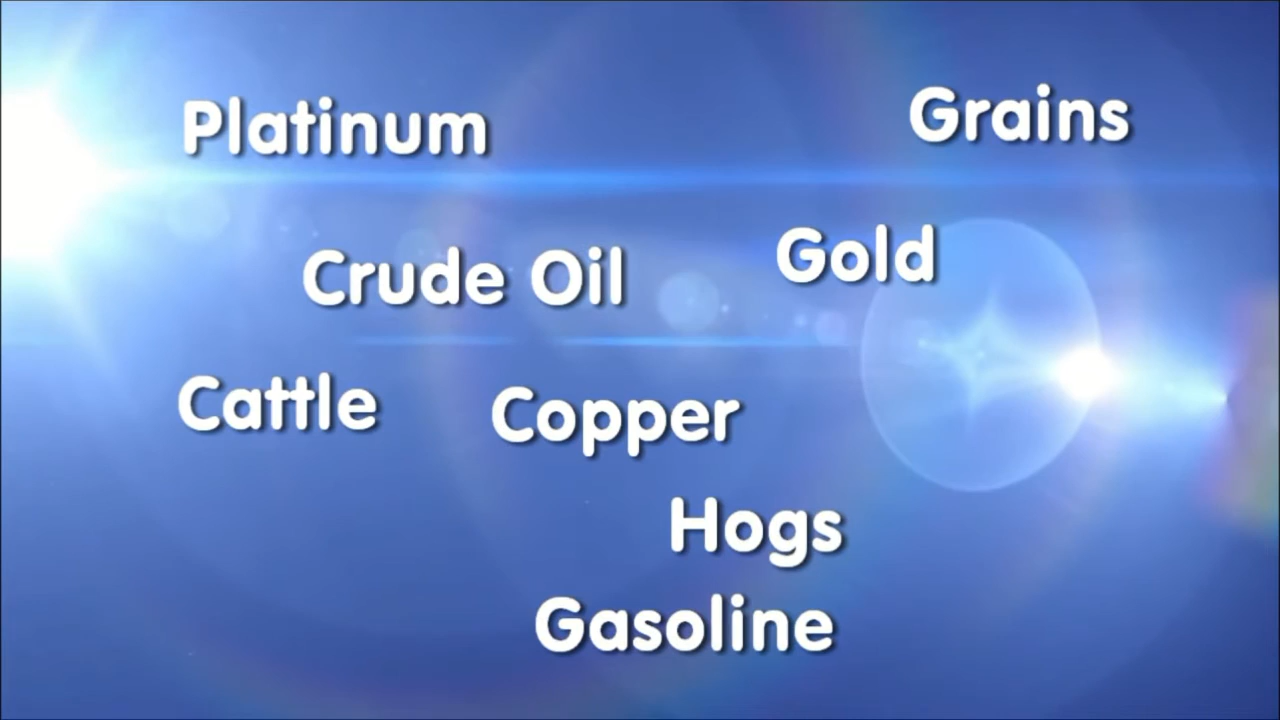 Platinum
Grains
Crude Oil
Gold
Cattle
Copper
Hogs
Gasoline